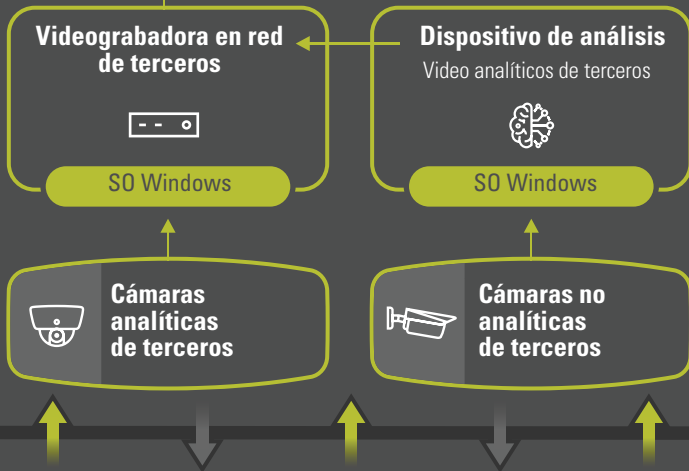 Videograbadora en red
de terceros
SO Windows
Dispositivo de análisis
Video analíticos de terceros
SO Windows
Cámaras
analíticas
de terceros
Cámaras no
analíticas
de terceros